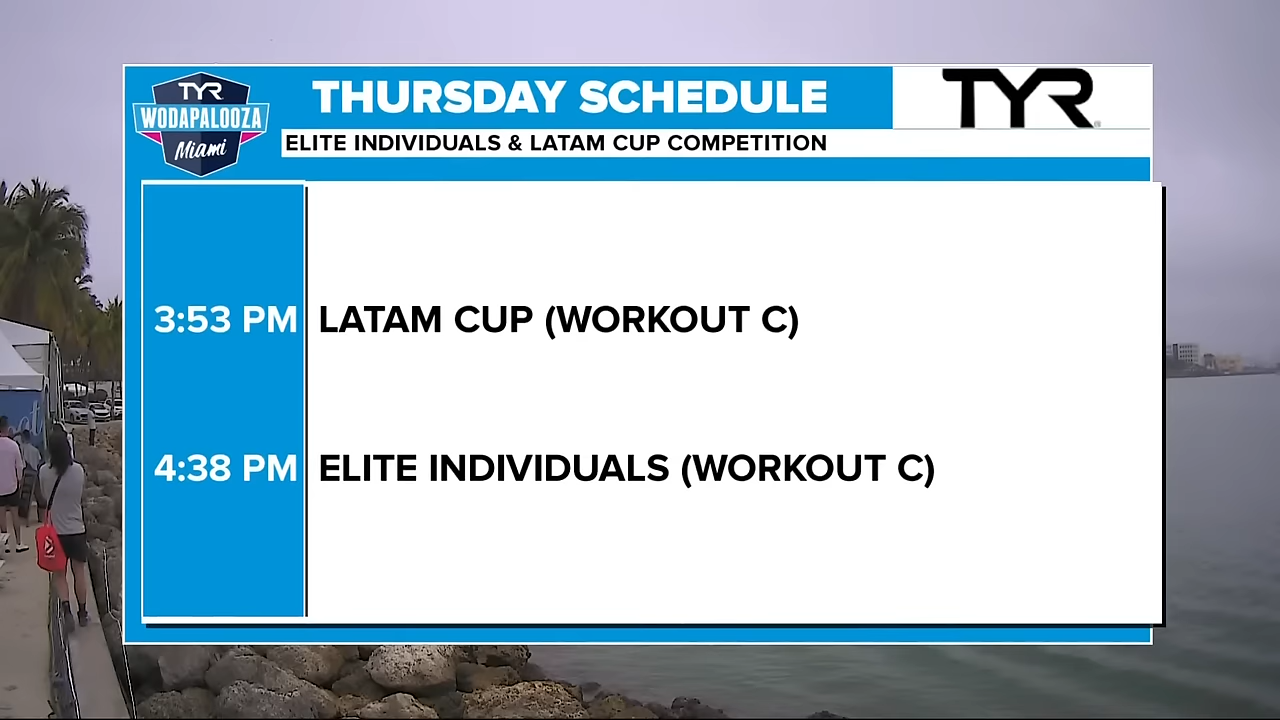 TYR
WODAPALOOZA
Miami
THURSDAY SCHEDULE
TYR
ELITE INDIVIDUALS & LATAM CUP COMPETITION
3:53 PM LATAM CUP (WORKOUT C)
4:38 PM ELITE INDIVIDUALS (WORKOUT C)